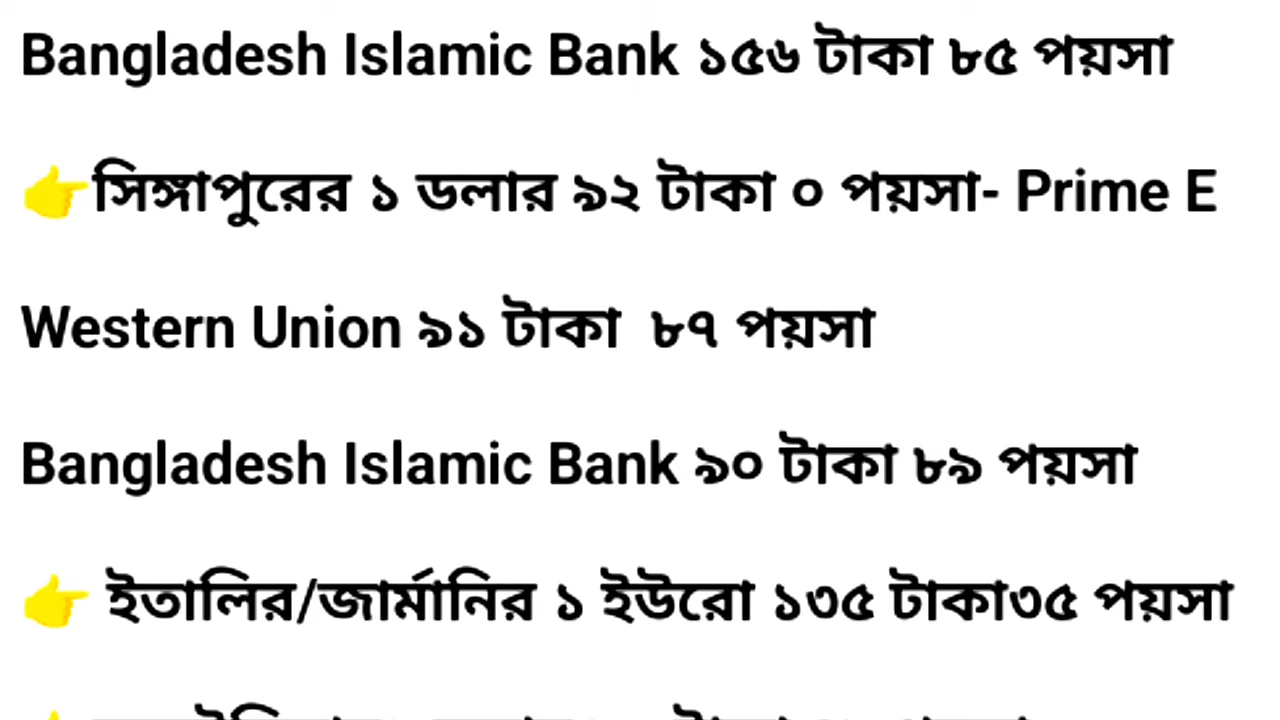 Bangladesh Islamic Bank ১৫৬ টাকা ৮৫ পয়সা
👉সিঙ্গাপুরের ১ ডলার ৯২ টাকা ০ পয়সা- Prime E
Western Union ৯১ টাকা ৮৭ পয়সা
Bangladesh Islamic Bank ৯০ টাকা ৮৯ পয়সা
👉 ইতালির/জার্মানির ১ ইউরো ১৩৫ টাকা৩৫ পয়সা